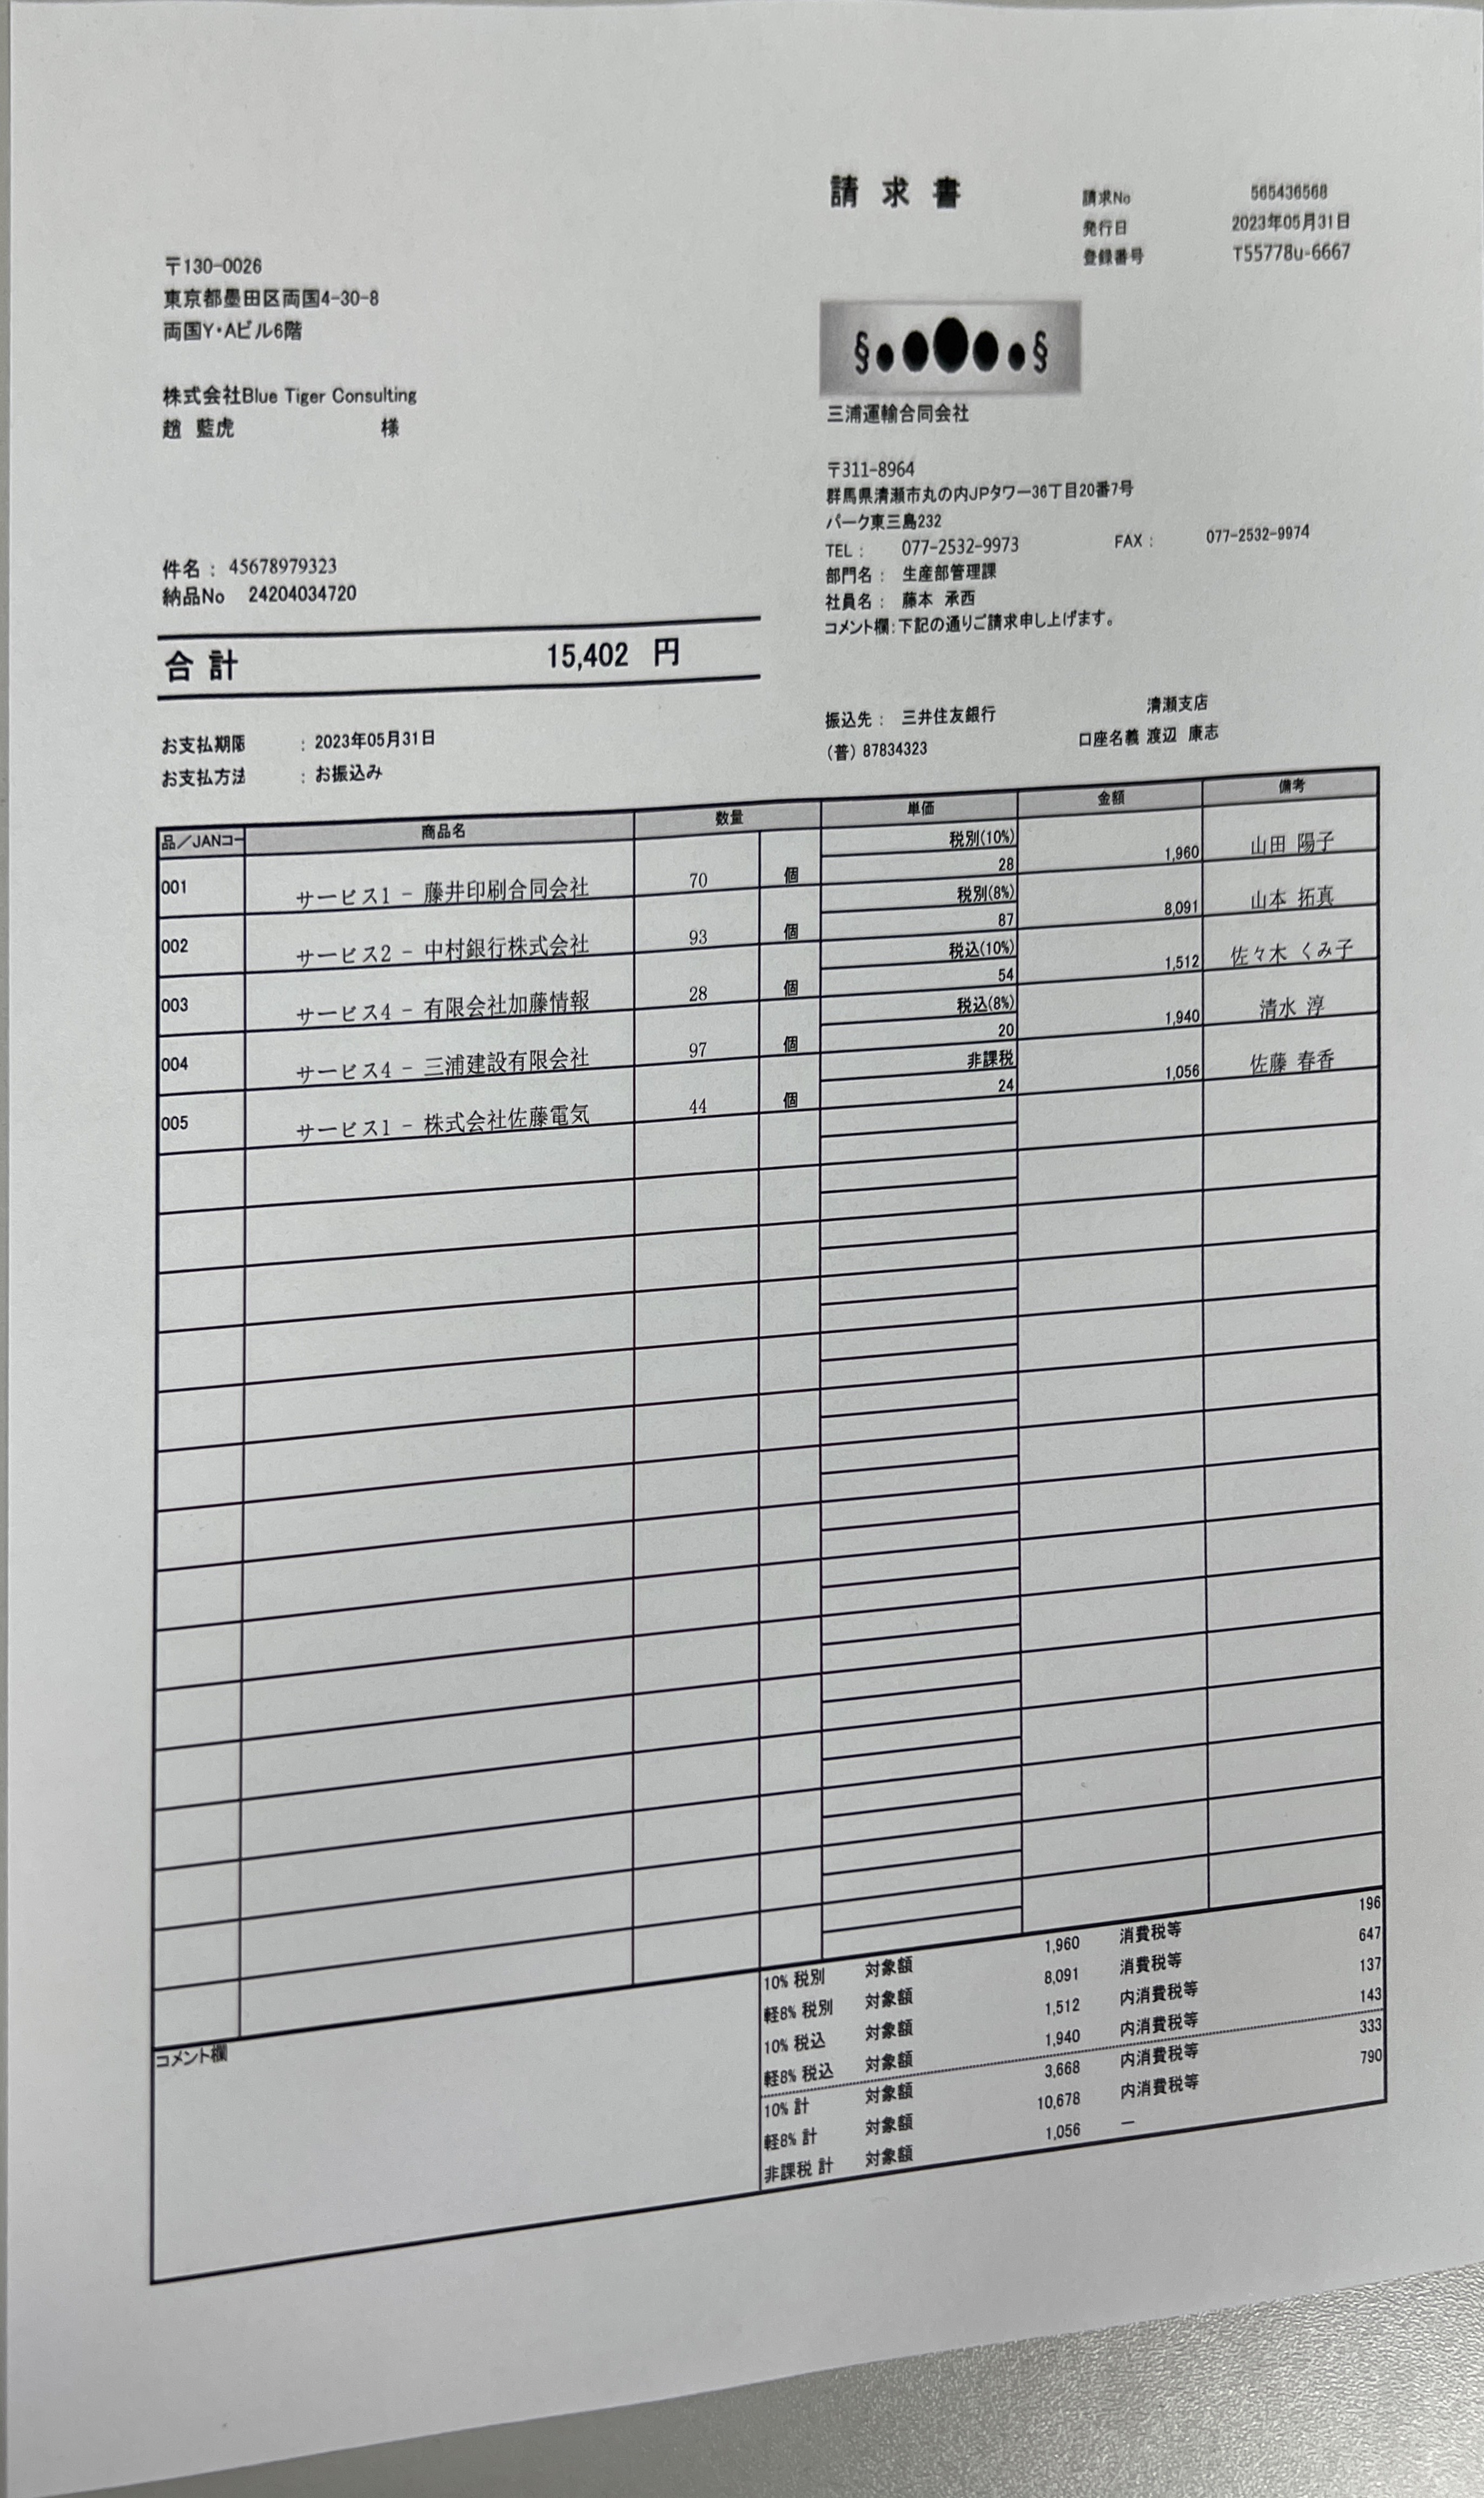 請求書
請求No 565436568
発行日 2023年05月31日
登録番号 T55778u-6667
〒130-0026
東京都墨田区両国4-30-8
両国Y・Aビル6階
株式会社Blue Tiger Consulting
趙 藍虎 様
§●●●●●§
三浦運輸合同会社
〒311-8964
群馬県清瀬市丸の内JPタワー36丁目20番7号
パーク東三島232
TEL： 077-2532-9973 FAX： 077-2532-9974
部門名： 生産部管理課
社員名： 藤本 承西
コメント欄：下記の通りご請求申し上げます。
件名： 45678979323
納品No 24204034720
合計 15,402 円
振込先： 三井住友銀行 清瀬支店
(普) 87834323 口座名義 渡辺 康志
お支払期限 ：2023年05月31日
お支払方法 ：お振込み
品／JANコー 商品名 数量 単価 金額 備考
001 サービス1 - 藤井印刷合同会社 70 個 税別(10%) 28 1,960 山田 陽子
002 サービス2 - 中村銀行株式会社 93 個 税別(8%) 87 8,091 山本 拓真
003 サービス4 - 有限会社加藤情報 28 個 税込(10%) 54 1,512 佐々木 くみ子
004 サービス4 - 三浦建設有限会社 97 個 税込(8%) 20 1,940 清水 淳
005 サービス1 - 株式会社佐藤電気 44 個 非課税 24 1,056 佐藤 春香
10% 税別 対象額 1,960 消費税等 196
軽8% 税別 対象額 8,091 消費税等 647
10% 税込 対象額 1,512 内消費税等 137
軽8% 税込 対象額 1,940 内消費税等 143
10% 計 対象額 3,668 内消費税等 333
軽8% 計 対象額 10,678 内消費税等 790
非課税 計 対象額 1,056 ー
コメント欄